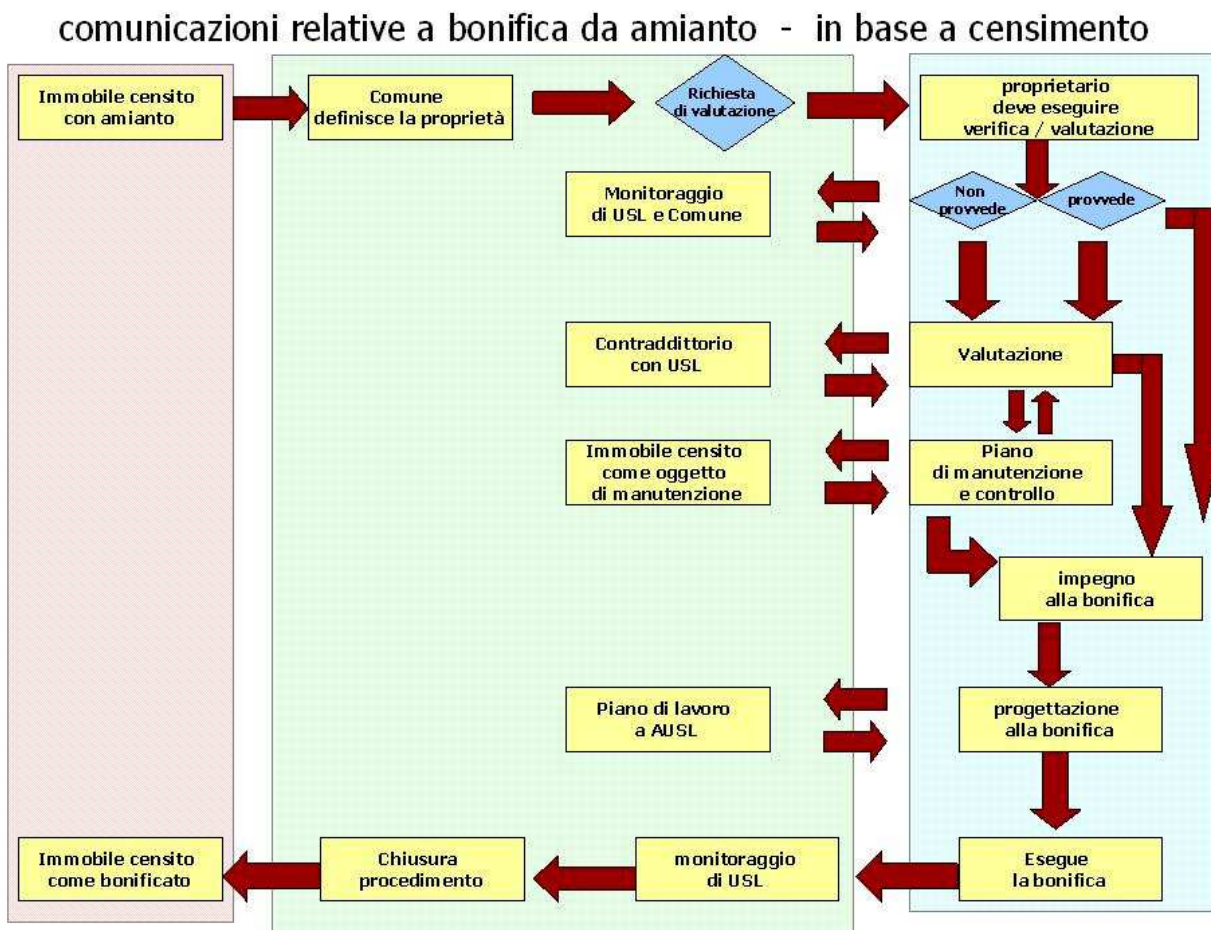 comunicazioni relative a bonifica da amianto - in base a censimento
Immobile censito
con amianto
Comune
definisce la proprietà
Richiesta
di valutazione
proprietario
deve eseguire
verifica / valutazione
Monitoraggio
di USL e Comune
Non
provvede
provvede
Contraddittorio
con USL
Valutazione
Immobile censito
come oggetto
di manutenzione
Piano
di manutenzione
e controllo
impegno
alla bonifica
Piano di lavoro
a AUSL
progettazione
alla bonifica
Immobile censito
come bonificato
Chiusura
procedimento
monitoraggio
di USL
Esegue
la bonifica